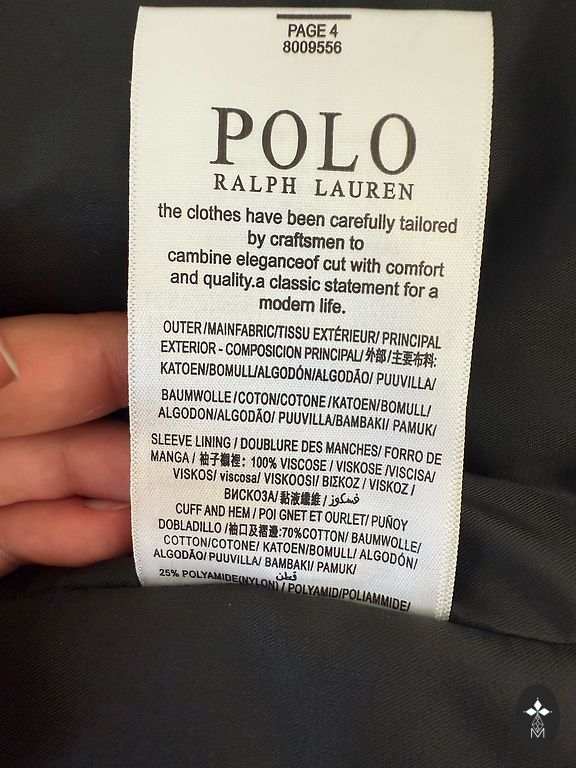 PAGE 4
8009556
POLO
RALPH LAUREN
the clothes have been carefully tailored
by craftsmen to
cambine eleganceof cut with comfort
and quality.a classic statement for a
modern life.
OUTER/MAINFABRIC/TISSU EXTÉRIEUR/ PRINCIPAL
EXTERIOR - COMPOSICION PRINCIPAL/ 外部/主要布料:
KATOEN/BOMULL/ALGODÓN/ALGODÃO/ PUUVILLA/
BAUMWOLLE/COTON/COTONE/KATOEN/BOMULL/
ALGODON/ALGODÃO/ PUUVILLA/BAMBAKI/ PAMUK/
SLEEVE LINING / DOUBLURE DES MANCHES/ FORRO DE
MANGA / 袖子襯裡: 100% VISCOSE / VISKOSE /VISCISA/
VISKOS/ viscosa/ VISKOOSI/ ΒΙΣΚΟΖ / VISKOZ /
ВИСКОЗА/黏液纖維 / فسكوز/
CUFF AND HEM / POI GNET ET OURLET/ PUÑOY
DOBLADILLO /袖口及褶邊:70%COTTON/ BAUMWOLLE/
COTTON/COTONE/ KATOEN/BOMULL/ ALGODÓN/
ALGODÃO/ PUUVILLA/ BAMBAKI/ PAMUK/
قطن
25% POLYAMIDE(NYLON) / POLYAMID/POLIAMMIDE/
M